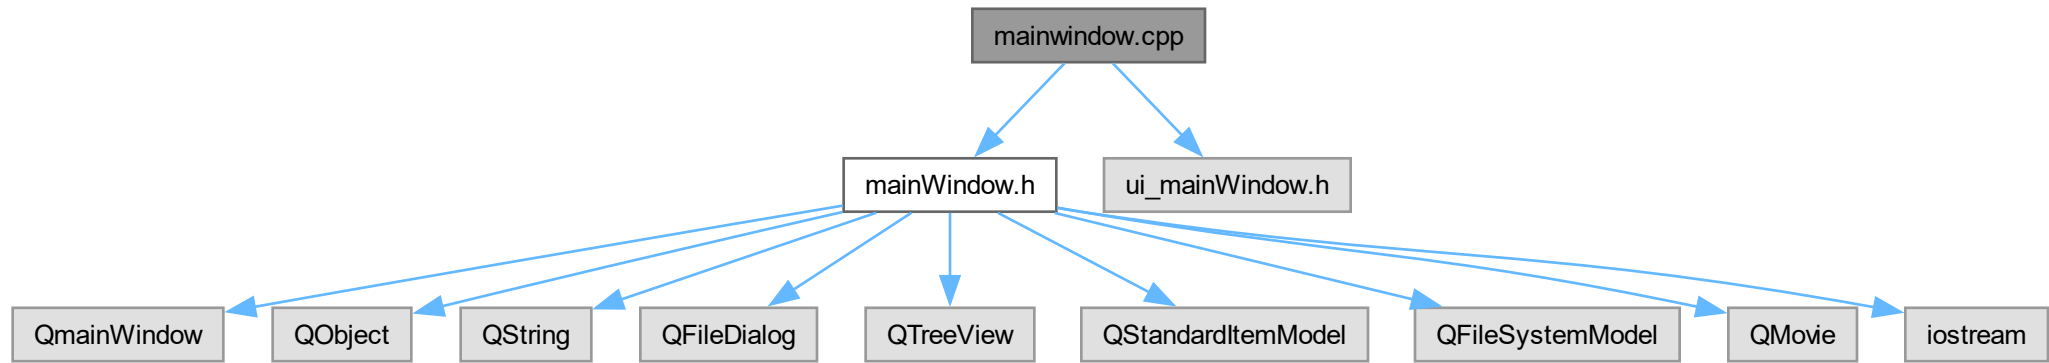 mainwindow.cpp
mainWindow.h
ui_mainWindow.h
QmainWindow
QObject
QString
QFileDialog
QTreeView
QStandardItemModel
QFileSystemModel
QMovie
iostream